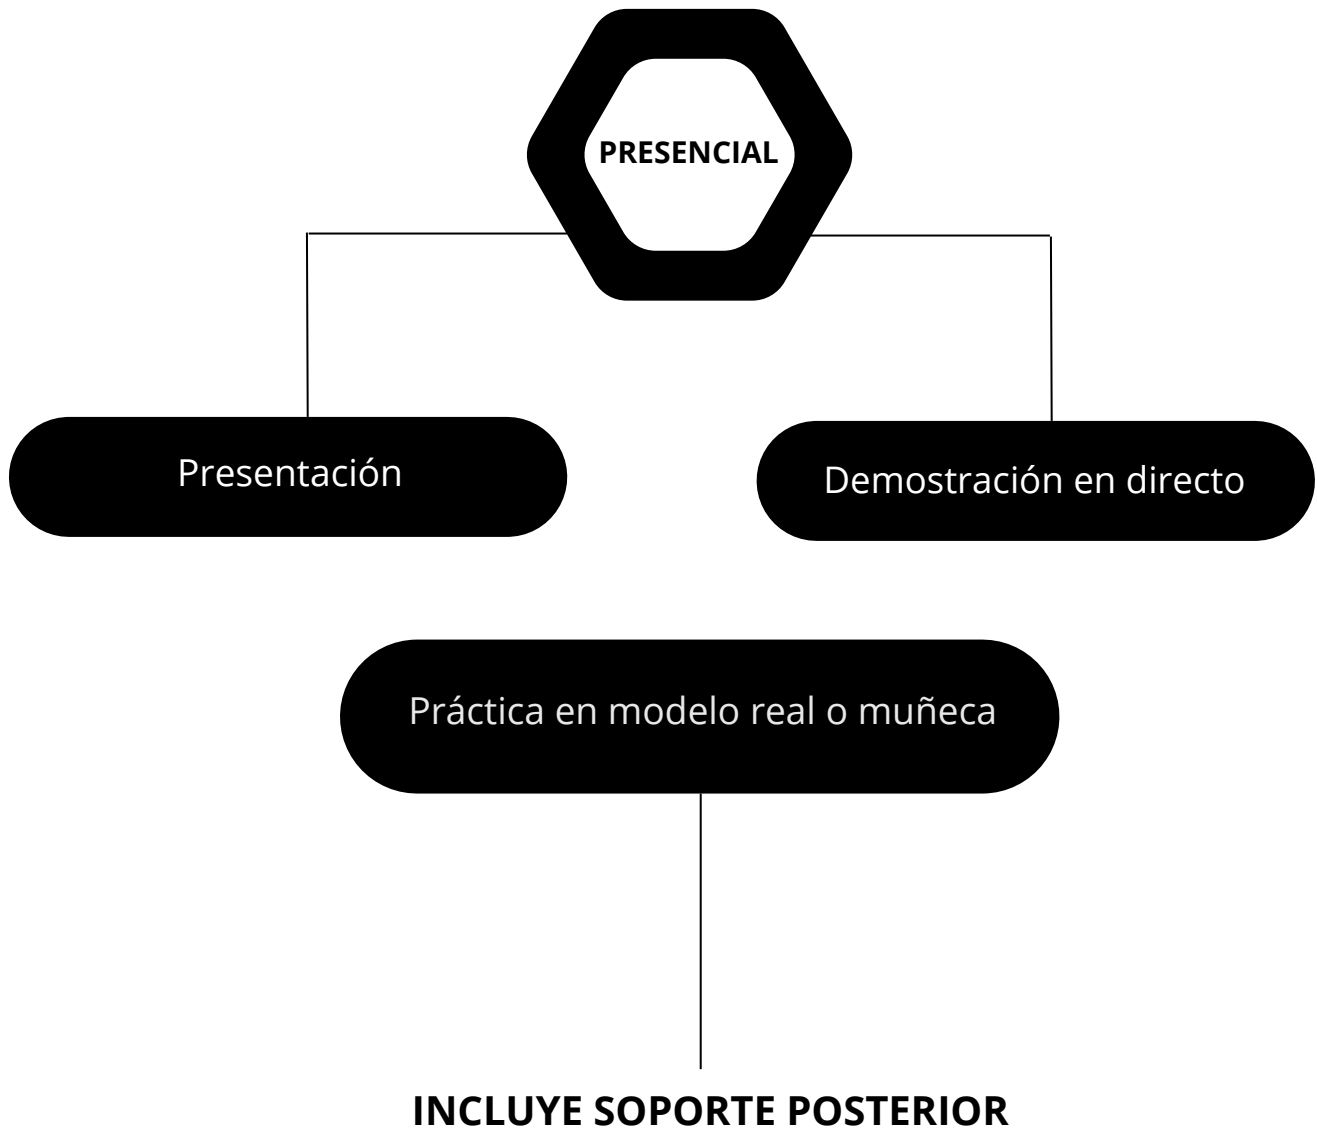 PRESENCIAL
Presentación
Demostración en directo
Práctica en modelo real o muñeca
INCLUYE SOPORTE POSTERIOR